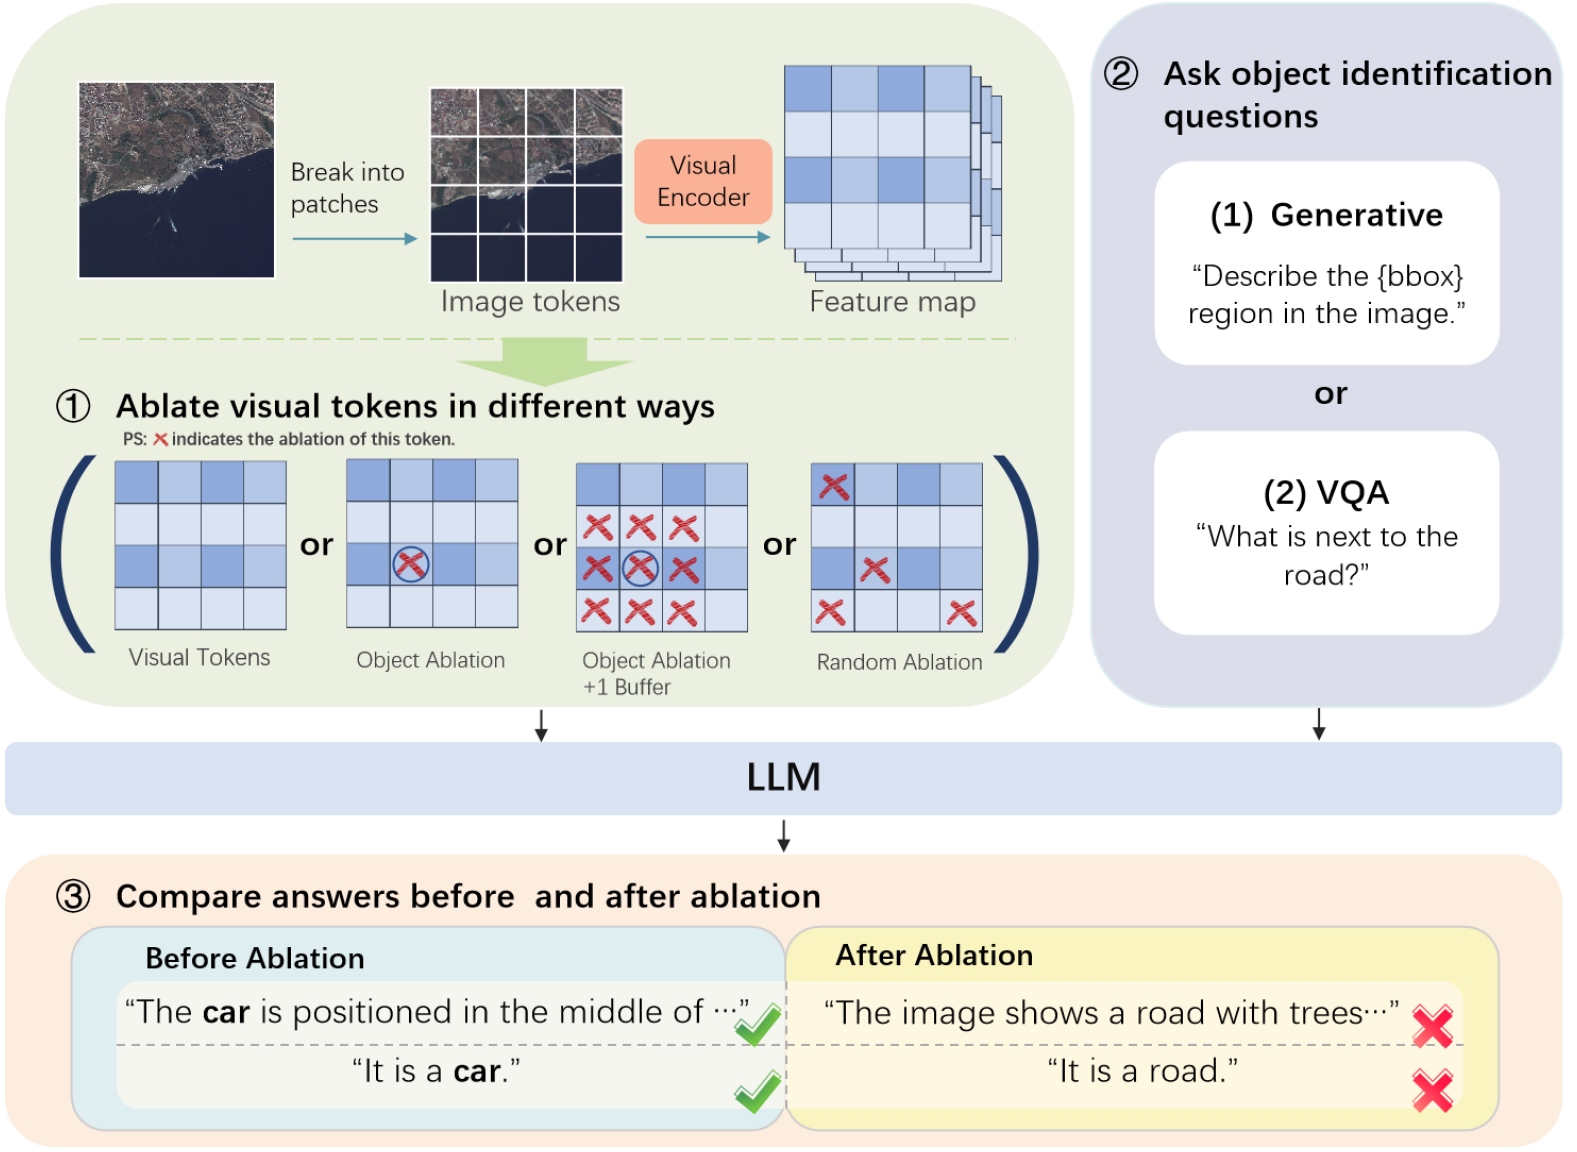 Break into
patches
Image tokens
Visual
Encoder
Feature map
① Ablate visual tokens in different ways
PS: ✕ indicates the ablation of this token.
or
or
or
Visual Tokens
Object Ablation
Object Ablation
+1 Buffer
Random Ablation
② Ask object identification
questions
(1) Generative
“Describe the {bbox}
region in the image.”
or
(2) VQA
“What is next to the
road?”
LLM
③ Compare answers before and after ablation
Before Ablation
“The car is positioned in the middle of ···”
“It is a car.”
After Ablation
“The image shows a road with trees···”
“It is a road.”